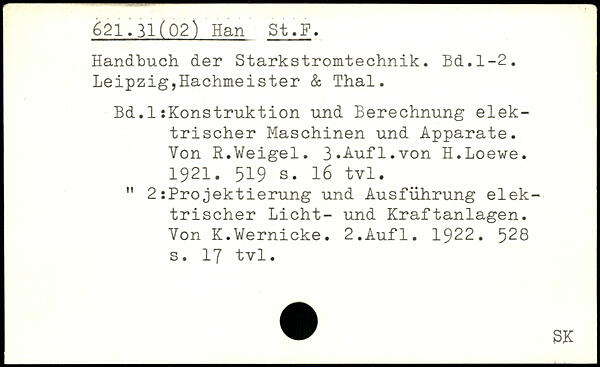 621.31(02) Han St.F.
Handbuch der Starkstromtechnik. Bd.1-2.
Leipzig,Hachmeister & Thal.
Bd.1:Konstruktion und Berechnung elek-
trischer Maschinen und Apparate.
Von R.Weigel. 3.Aufl.von H.Loewe.
1921. 519 s. 16 tvl.
" 2:Projektierung und Ausführung elek-
trischer Licht- und Kraftanlagen.
Von K.Wernicke. 2.Aufl. 1922. 528
s. 17 tvl.
SK